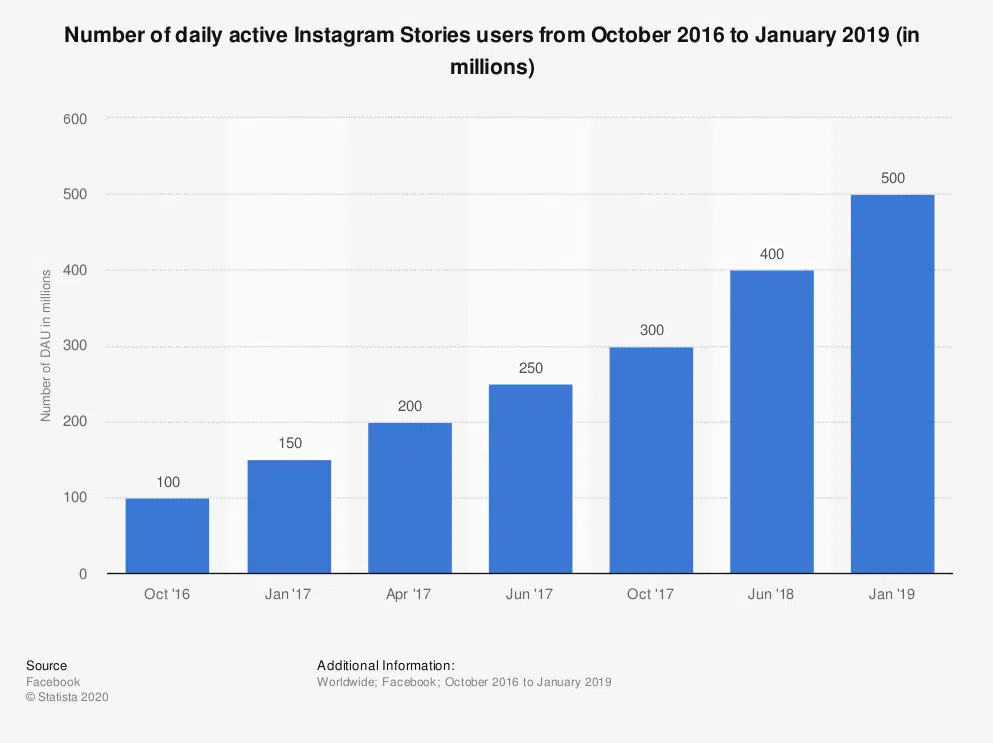 Number of daily active Instagram Stories users from October 2016 to January 2019 (in
millions)
Number of DAU in millions
600
500
400
300
200
100
0
100
150
200
250
300
400
500
Oct '16
Jan '17
Apr '17
Jun '17
Oct '17
Jun '18
Jan '19
Source
Facebook
© Statista 2020
Additional Information:
Worldwide; Facebook; October 2016 to January 2019